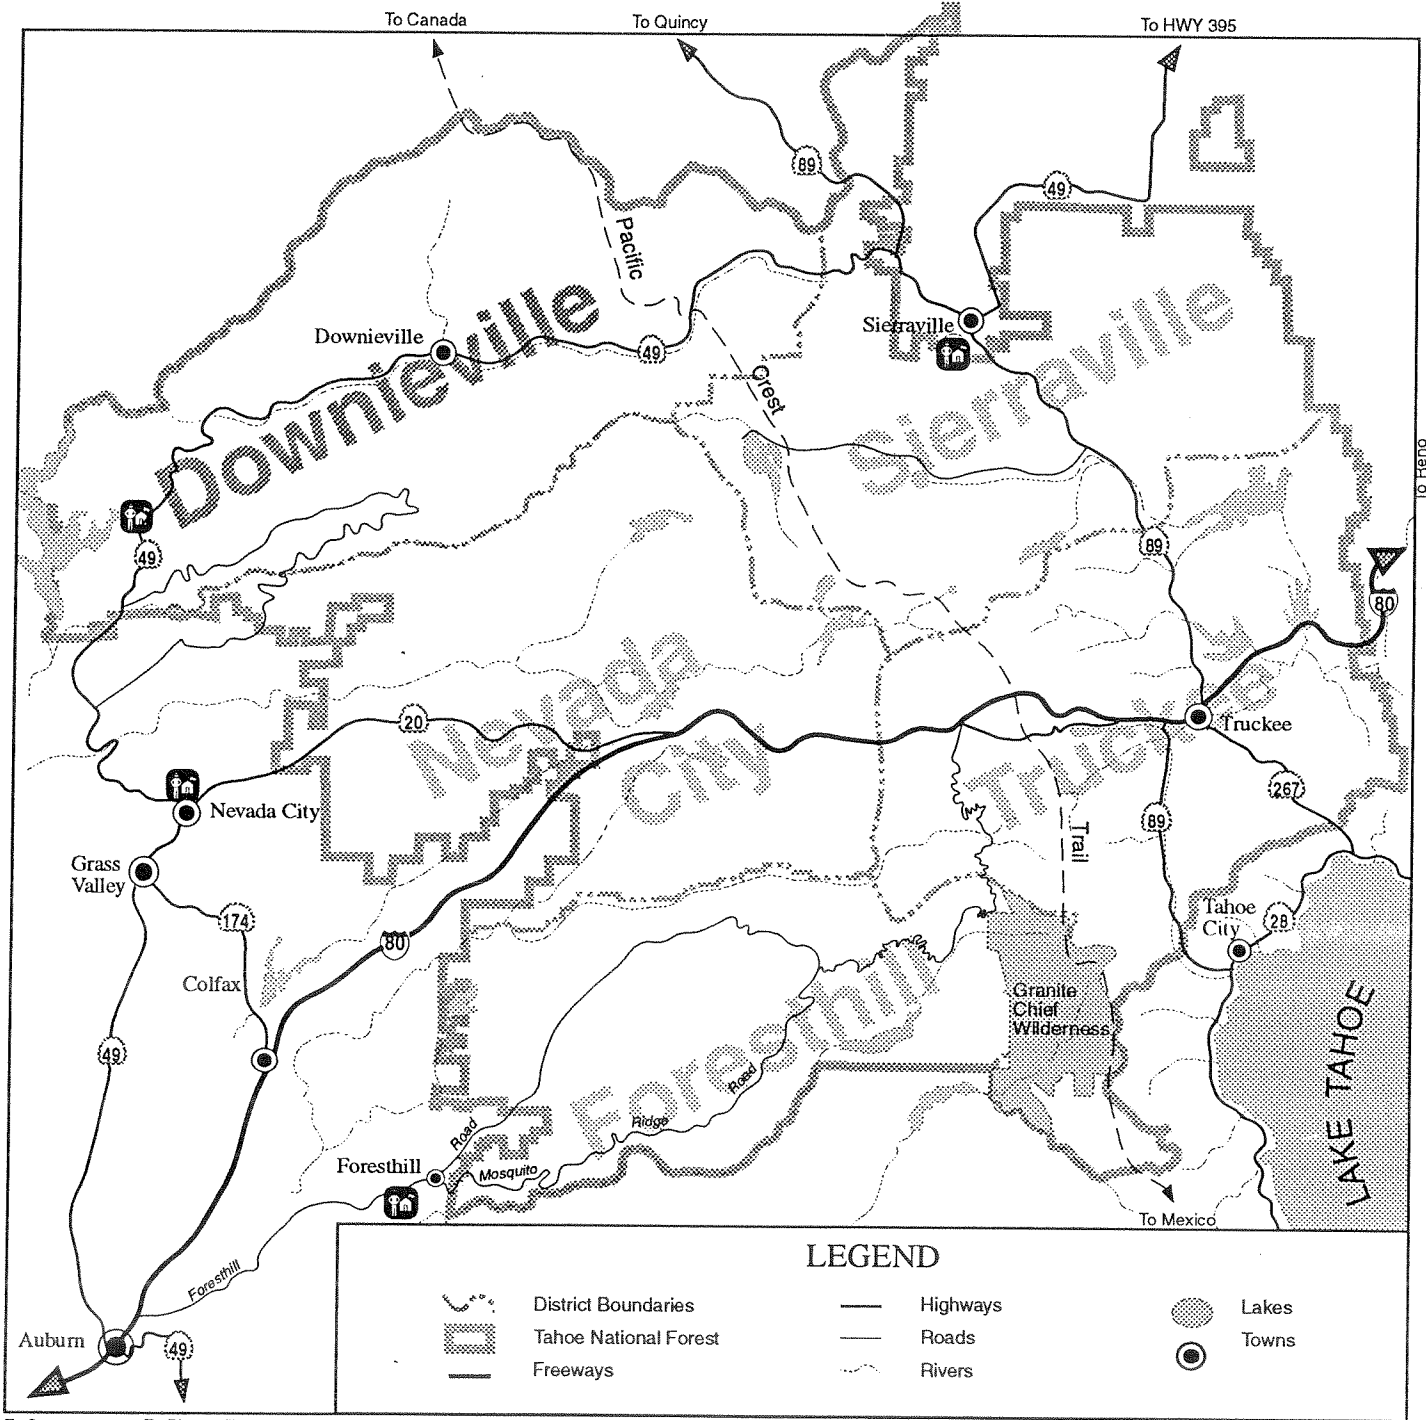 To Canada
To Quincy
To HWY 395
89
49
Pacific
Downieville
49
Sierraville
Crest
Downieville
Sierraville
To Reno
49
89
80
Nevada
City
20
Truckee
Truckee
Nevada City
267
89
Trail
Grass
Valley
174
80
Tahoe
City
28
Colfax
Granite
Chief
Wilderness
LAKE TAHOE
49
Foresthill
Road
Ridge
Road
Mosquito
Foresthill
To Mexico
Foresthill
Auburn
49
LEGEND
District Boundaries
Tahoe National Forest
Freeways
Highways
Roads
Rivers
Lakes
Towns